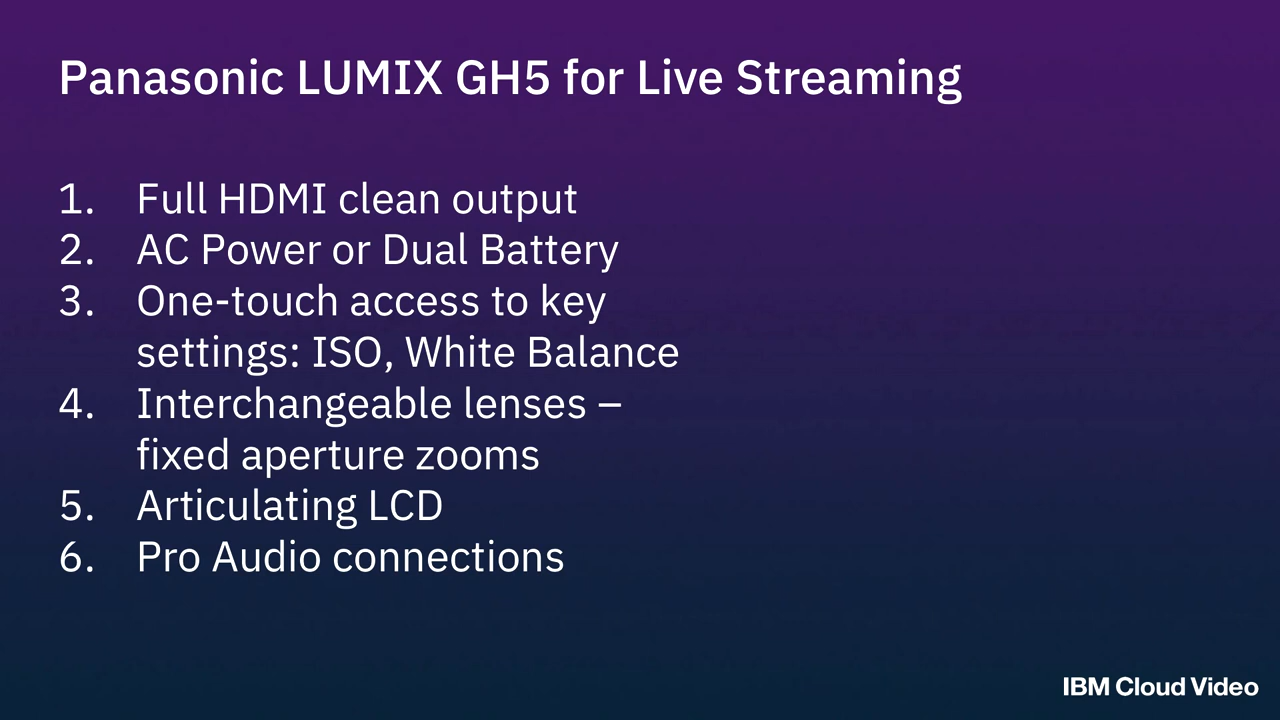 Panasonic LUMIX GH5 for Live Streaming
1. Full HDMI clean output
2. AC Power or Dual Battery
3. One-touch access to key
settings: ISO, White Balance
4. Interchangeable lenses –
fixed aperture zooms
5. Articulating LCD
6. Pro Audio connections
IBM Cloud Video